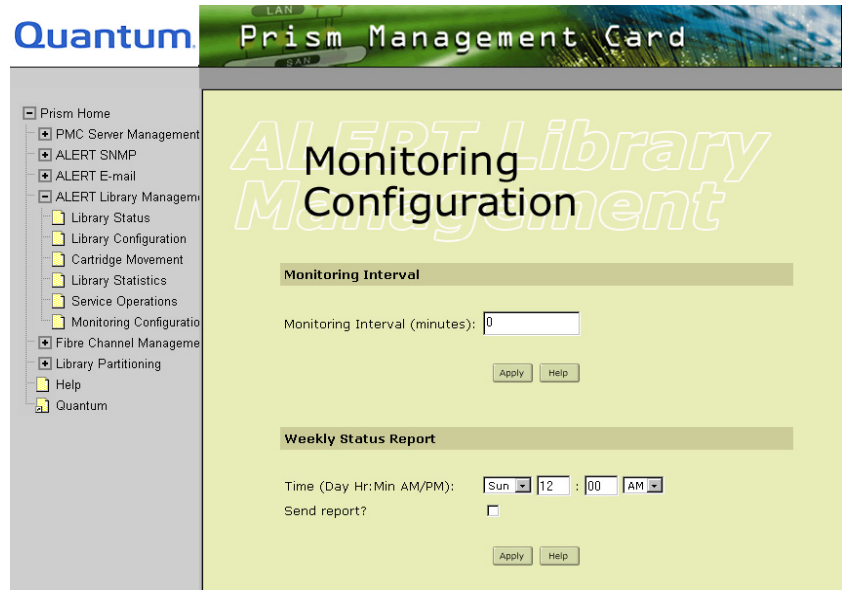 Quantum
LAN
Prism Management Card
SAN
Prism Home
PMC Server Management
ALERT SNMP
ALERT E-mail
ALERT Library Managem
Library Status
Library Configuration
Cartridge Movement
Library Statistics
Service Operations
Monitoring Configuratio
Fibre Channel Manageme
Library Partitioning
Help
Quantum
ALERT Library
Management
Monitoring
Configuration
Monitoring Interval
Monitoring Interval (minutes): 0
Apply Help
Weekly Status Report
Time (Day Hr:Min AM/PM): Sun 12 : 00 AM
Send report?
Apply Help